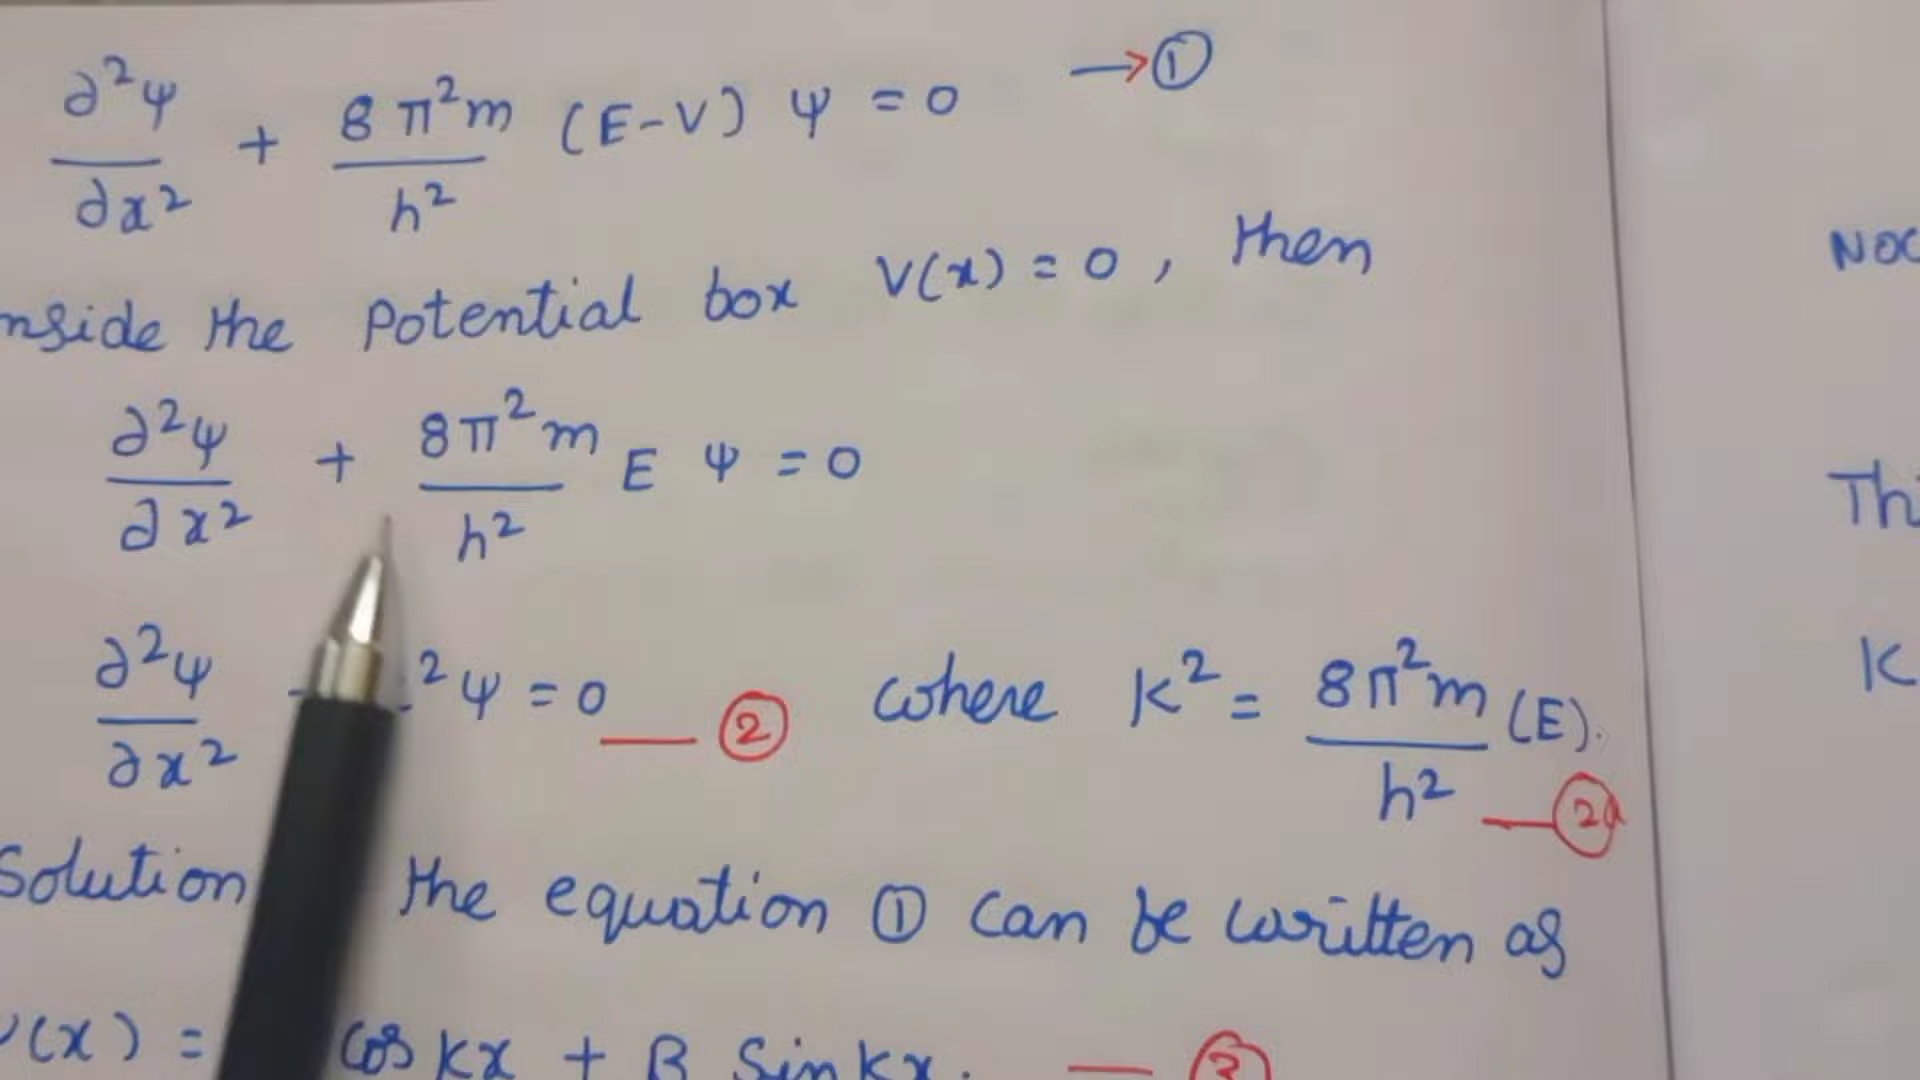 ∂²ψ/∂x² + 8π²m/h² (E-V) ψ = 0 → ①
nside the Potential box V(x) = 0, then
∂²ψ/∂x² + 8π²m/h² E ψ = 0
∂²ψ/∂x² ²ψ = 0 — ② where K² = 8π²m/h² (E). — 2a
Solution the equation ① can be written as
(x) = cos Kx + B Sin Kx. — ③
Th
K